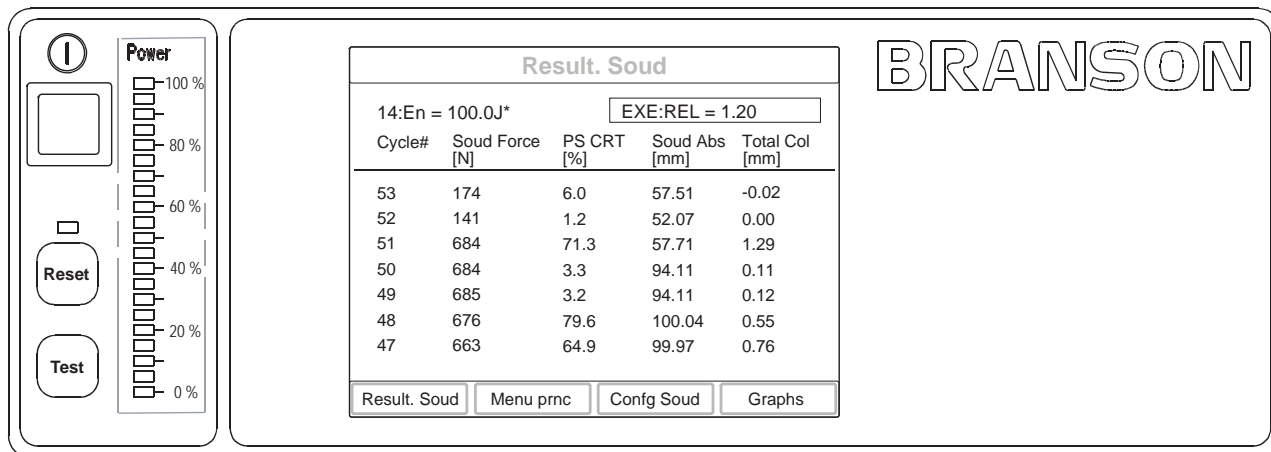 Power
100 %
80 %
60 %
40 %
20 %
0 %
Reset
Test
BRANSON
Result. Soud
14:En = 100.0J* EXE:REL = 1.20
Cycle# Soud Force [N] PS CRT [%] Soud Abs [mm] Total Col [mm]
53 174 6.0 57.51 -0.02
52 141 1.2 52.07 0.00
51 684 71.3 57.71 1.29
50 684 3.3 94.11 0.11
49 685 3.2 94.11 0.12
48 676 79.6 100.04 0.55
47 663 64.9 99.97 0.76
Result. Soud Menu prnc Confg Soud Graphs